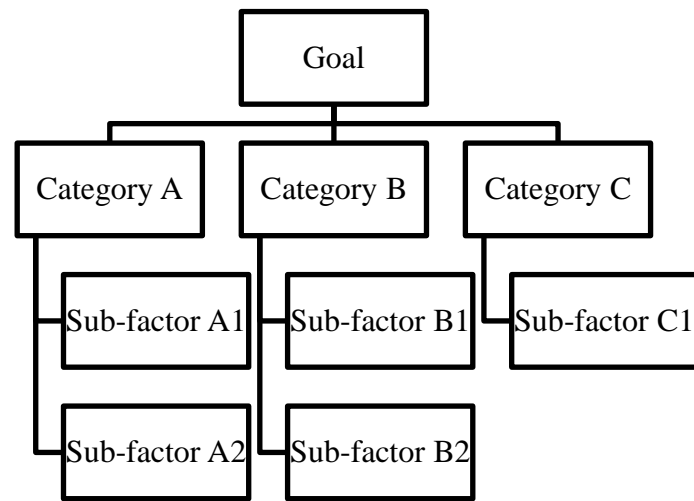 Goal
Category A
Category B
Category C
Sub-factor A1
Sub-factor B1
Sub-factor C1
Sub-factor A2
Sub-factor B2